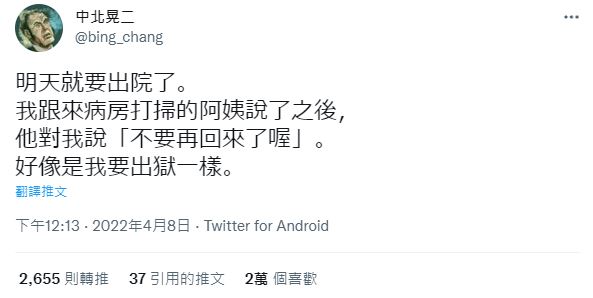 中北晃二
@bing_chang
明天就要出院了。
我跟來病房打掃的阿姨說了之後,
他對我說「不要再回來了喔」。
好像是我要出獄一樣。
翻譯推文
下午12:13 · 2022年4月8日 · Twitter for Android
2,655 則轉推 37 引用的推文 2萬 個喜歡